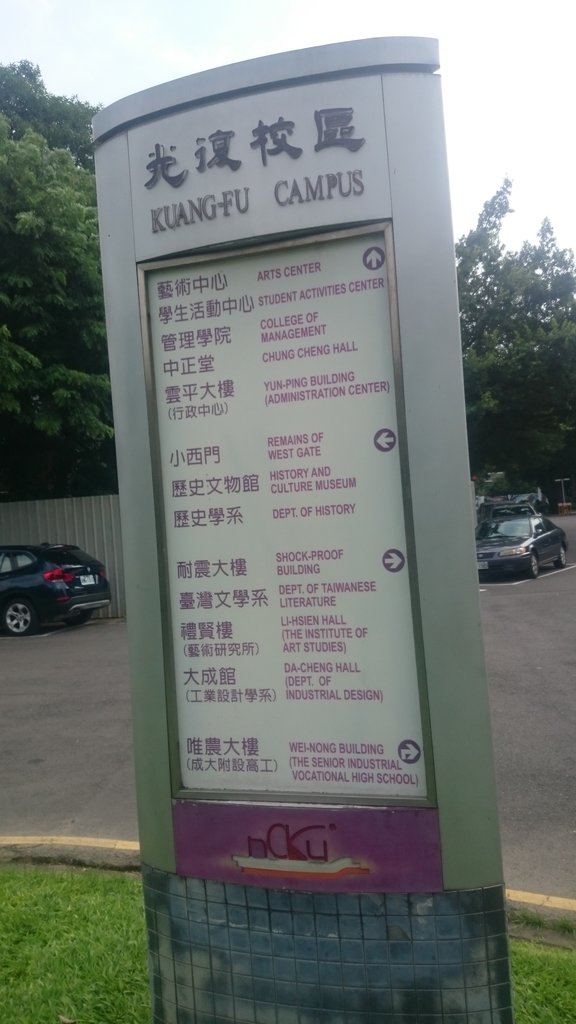 光復校區
KUANG-FU CAMPUS
藝術中心 ARTS CENTER
學生活動中心 STUDENT ACTIVITIES CENTER
管理學院 COLLEGE OF
MANAGEMENT
中正堂 CHUNG CHENG HALL
雲平大樓 YUN-PING BUILDING
(行政中心) (ADMINISTRATION CENTER)
小西門 REMAINS OF
WEST GATE
歷史文物館 HISTORY AND
CULTURE MUSEUM
歷史學系 DEPT. OF HISTORY
耐震大樓 SHOCK-PROOF
BUILDING
臺灣文學系 DEPT. OF TAIWANESE
LITERATURE
禮賢樓 LI-HSIEN HALL
(藝術研究所) (THE INSTITUTE OF
ART STUDIES)
大成館 DA-CHENG HALL
(工業設計學系) (DEPT. OF
INDUSTRIAL DESIGN)
唯農大樓 WEI-NONG BUILDING
(成大附設高工) (THE SENIOR INDUSTRIAL
VOCATIONAL HIGH SCHOOL)
nCKu